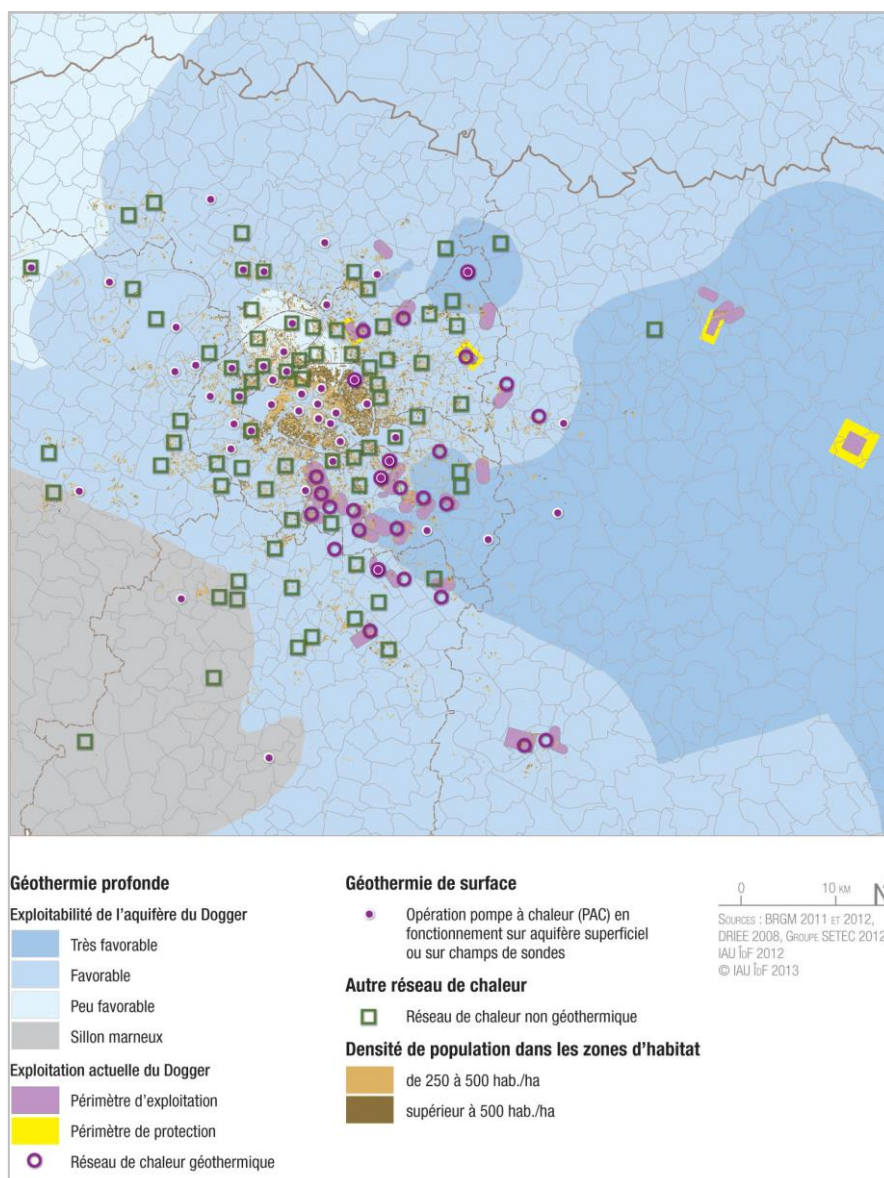 Géothermie profonde
Exploitabilité de l'aquifère du Dogger
Très favorable
Favorable
Peu favorable
Sillon marneux
Exploitation actuelle du Dogger
Périmètre d'exploitation
Périmètre de protection
Réseau de chaleur géothermique
Géothermie de surface
Opération pompe à chaleur (PAC) en
fonctionnement sur aquifère superficiel
ou sur champs de sondes
Autre réseau de chaleur
Réseau de chaleur non géothermique
Densité de population dans les zones d'habitat
de 250 à 500 hab./ha
supérieur à 500 hab./ha
0 10 KM N
SOURCES : BRGM 2011 ET 2012,
DRIEE 2008, GROUPE SETEC 2012
IAU ÎDF 2012
© IAU ÎDF 2013